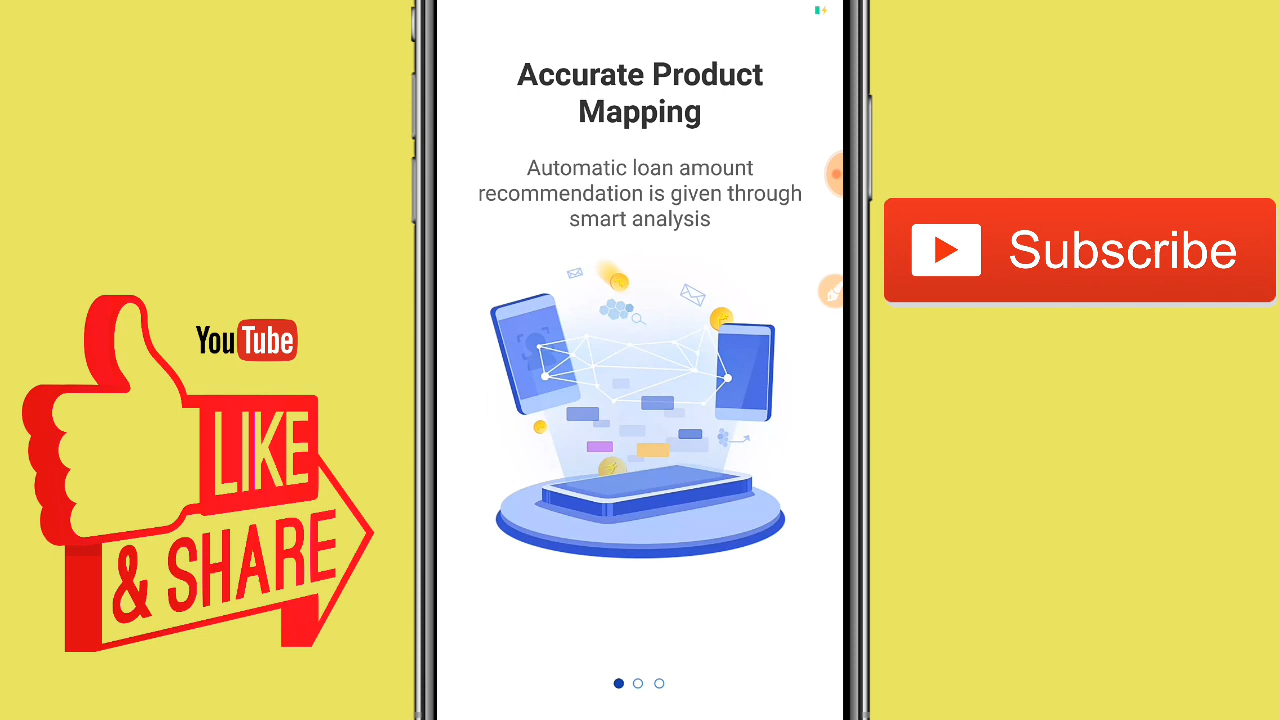 Accurate Product
Mapping
Automatic loan amount
recommendation is given through
smart analysis
Subscribe
YouTube
LIKE
& SHARE